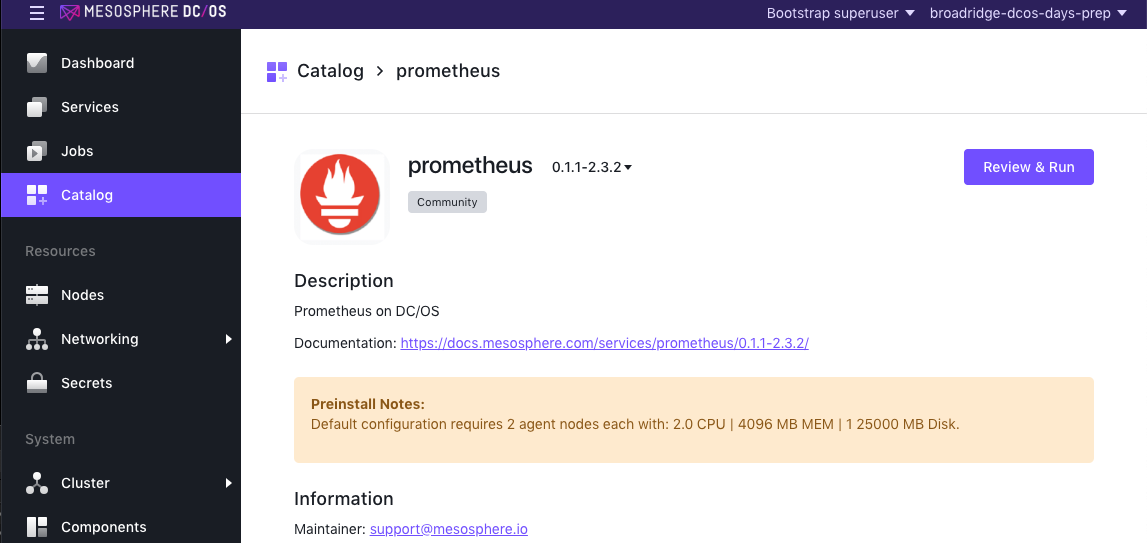 MESOSPHERE DC/OS
Bootstrap superuser
broadridge-dcos-days-prep
Dashboard
Services
Jobs
Catalog
Resources
Nodes
Networking
Secrets
System
Cluster
Components
Catalog > prometheus
prometheus
0.1.1-2.3.2
Review & Run
Community
Description
Prometheus on DC/OS
Documentation: https://docs.mesosphere.com/services/prometheus/0.1.1-2.3.2/
Preinstall Notes:
Default configuration requires 2 agent nodes each with: 2.0 CPU | 4096 MB MEM | 1 25000 MB Disk.
Information
Maintainer: support@mesosphere.io